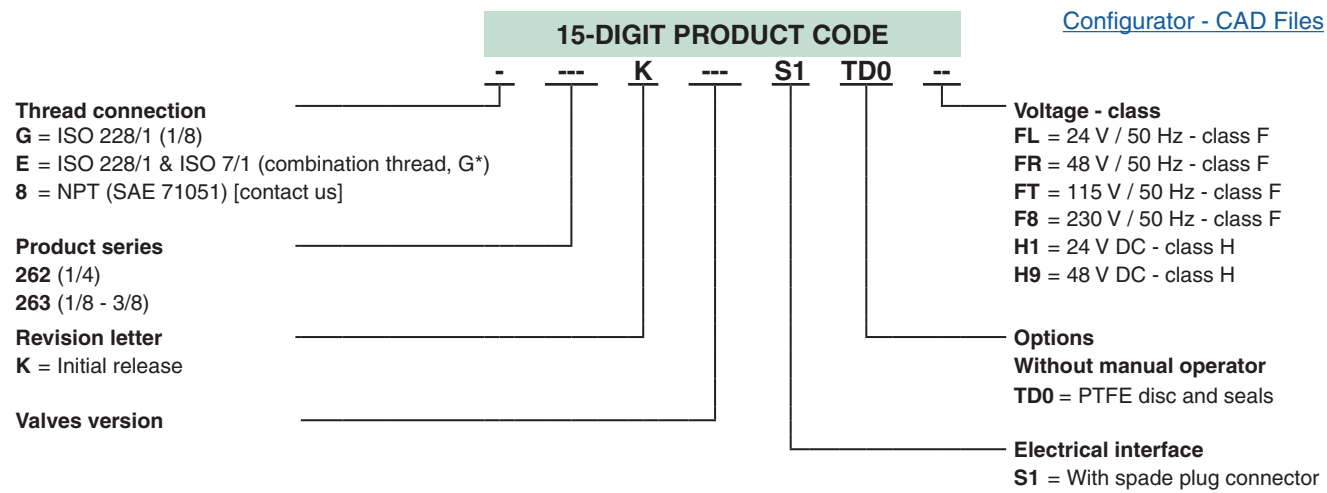 Configurator - CAD Files
15-DIGIT PRODUCT CODE
- --- K --- S1 TD0 --
Thread connection
G = ISO 228/1 (1/8)
E = ISO 228/1 & ISO 7/1 (combination thread, G*)
8 = NPT (SAE 71051) [contact us]
Product series
262 (1/4)
263 (1/8 - 3/8)
Revision letter
K = Initial release
Valves version
Voltage - class
FL = 24 V / 50 Hz - class F
FR = 48 V / 50 Hz - class F
FT = 115 V / 50 Hz - class F
F8 = 230 V / 50 Hz - class F
H1 = 24 V DC - class H
H9 = 48 V DC - class H
Options
Without manual operator
TD0 = PTFE disc and seals
Electrical interface
S1 = With spade plug connector